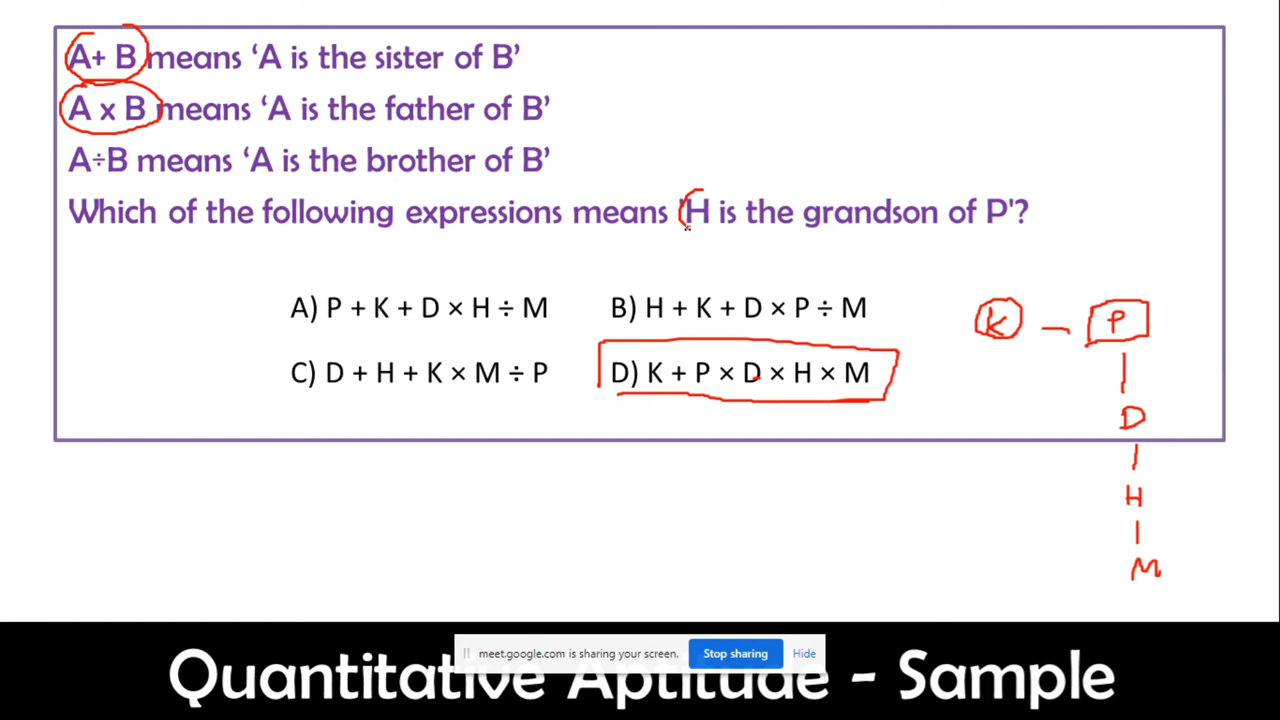 A+ B means ‘A is the sister of B’
A x B means ‘A is the father of B’
A÷B means ‘A is the brother of B’
Which of the following expressions means 'H is the grandson of P'?
A) P + K + D × H ÷ M
B) H + K + D × P ÷ M
C) D + H + K × M ÷ P
D) K + P × D × H × M
K — P
D
H
M
meet.google.com is sharing your screen. Stop sharing Hide
Quantitative Aptitude - Sample